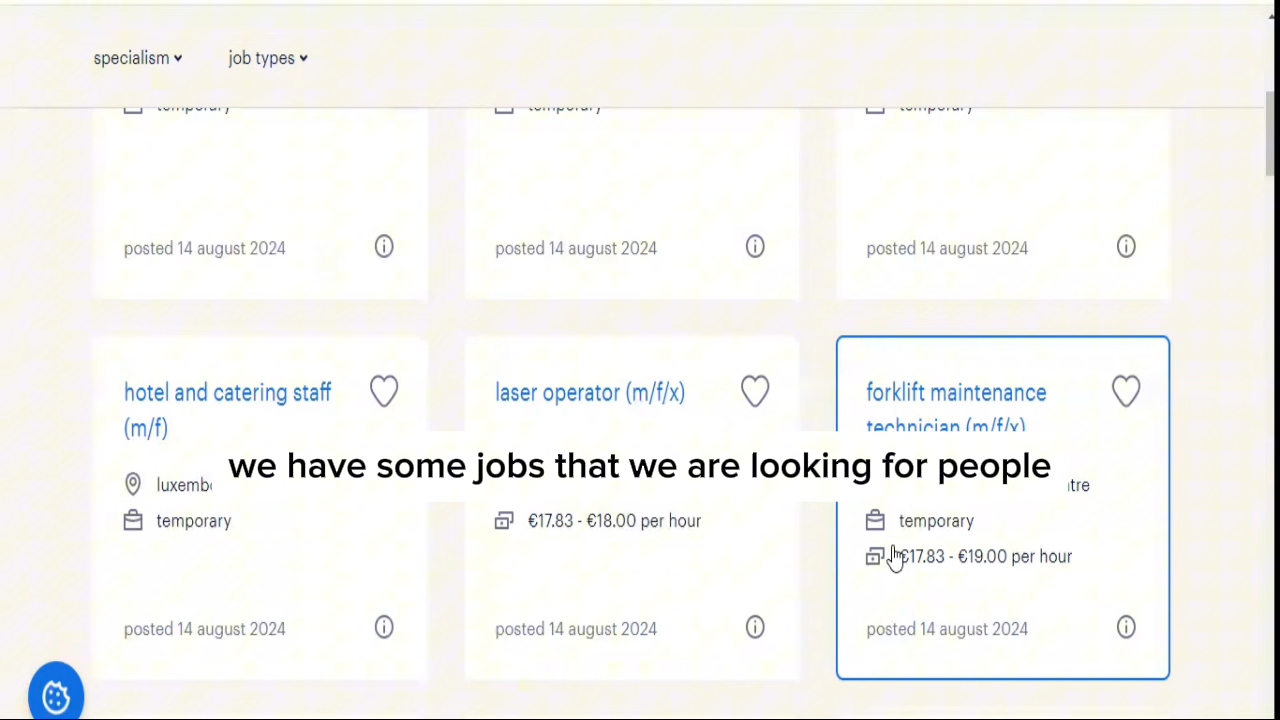 specialism
job types
temporary
temporary
temporary
posted 14 august 2024
posted 14 august 2024
posted 14 august 2024
hotel and catering staff
(m/f)
laser operator (m/f/x)
forklift maintenance
technician (m/f/x)
we have some jobs that we are looking for people
temporary
€17.83 - €18.00 per hour
temporary
€17.83 - €19.00 per hour
posted 14 august 2024
posted 14 august 2024
posted 14 august 2024